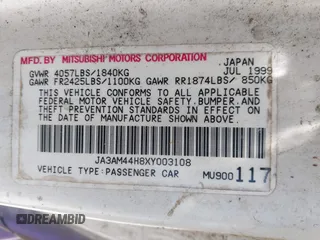 MFD BY MITSUBISHI MOTORS CORPORATION JAPAN
GVWR 4057LBS/1840KG JUL 1999
GAWR FR2425LBS/1100KG GAWR RR1874LBS/ 850KG
THIS VEHICLE CONFORMS TO ALL APPLICABLE
FEDERAL MOTOR VEHICLE SAFETY,BUMPER,AND
THEFT PREVENTION STANDARDS IN EFFECT ON
THE DATE OF MANUFACTURE SHOWN ABOVE.
JA3AM44H8XY003108
VEHICLE TYPE:PASSENGER CAR MU900117
DREAMBID